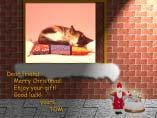 Dear friend:
Merry Christmas!
Enjoy your gift!
Good luck!
yours,
TOM